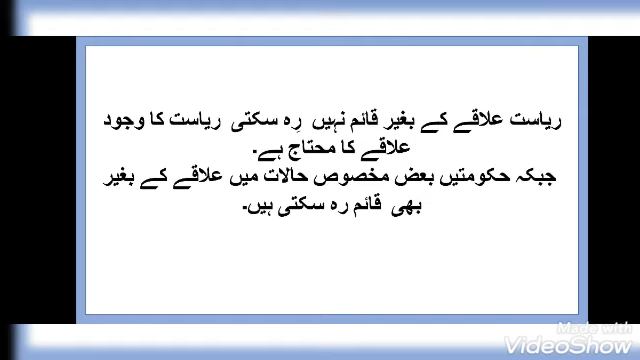 ریاست علاقے کے بغیر قائم نہیں رِہ سکتی ریاست کا وجود
علاقے کا محتاج ہے۔
جبکہ حکومتیں بعض مخصوص حالات میں علاقے کے بغیر
بھی قائم رہ سکتی ہیں۔
Made with
VideoShow